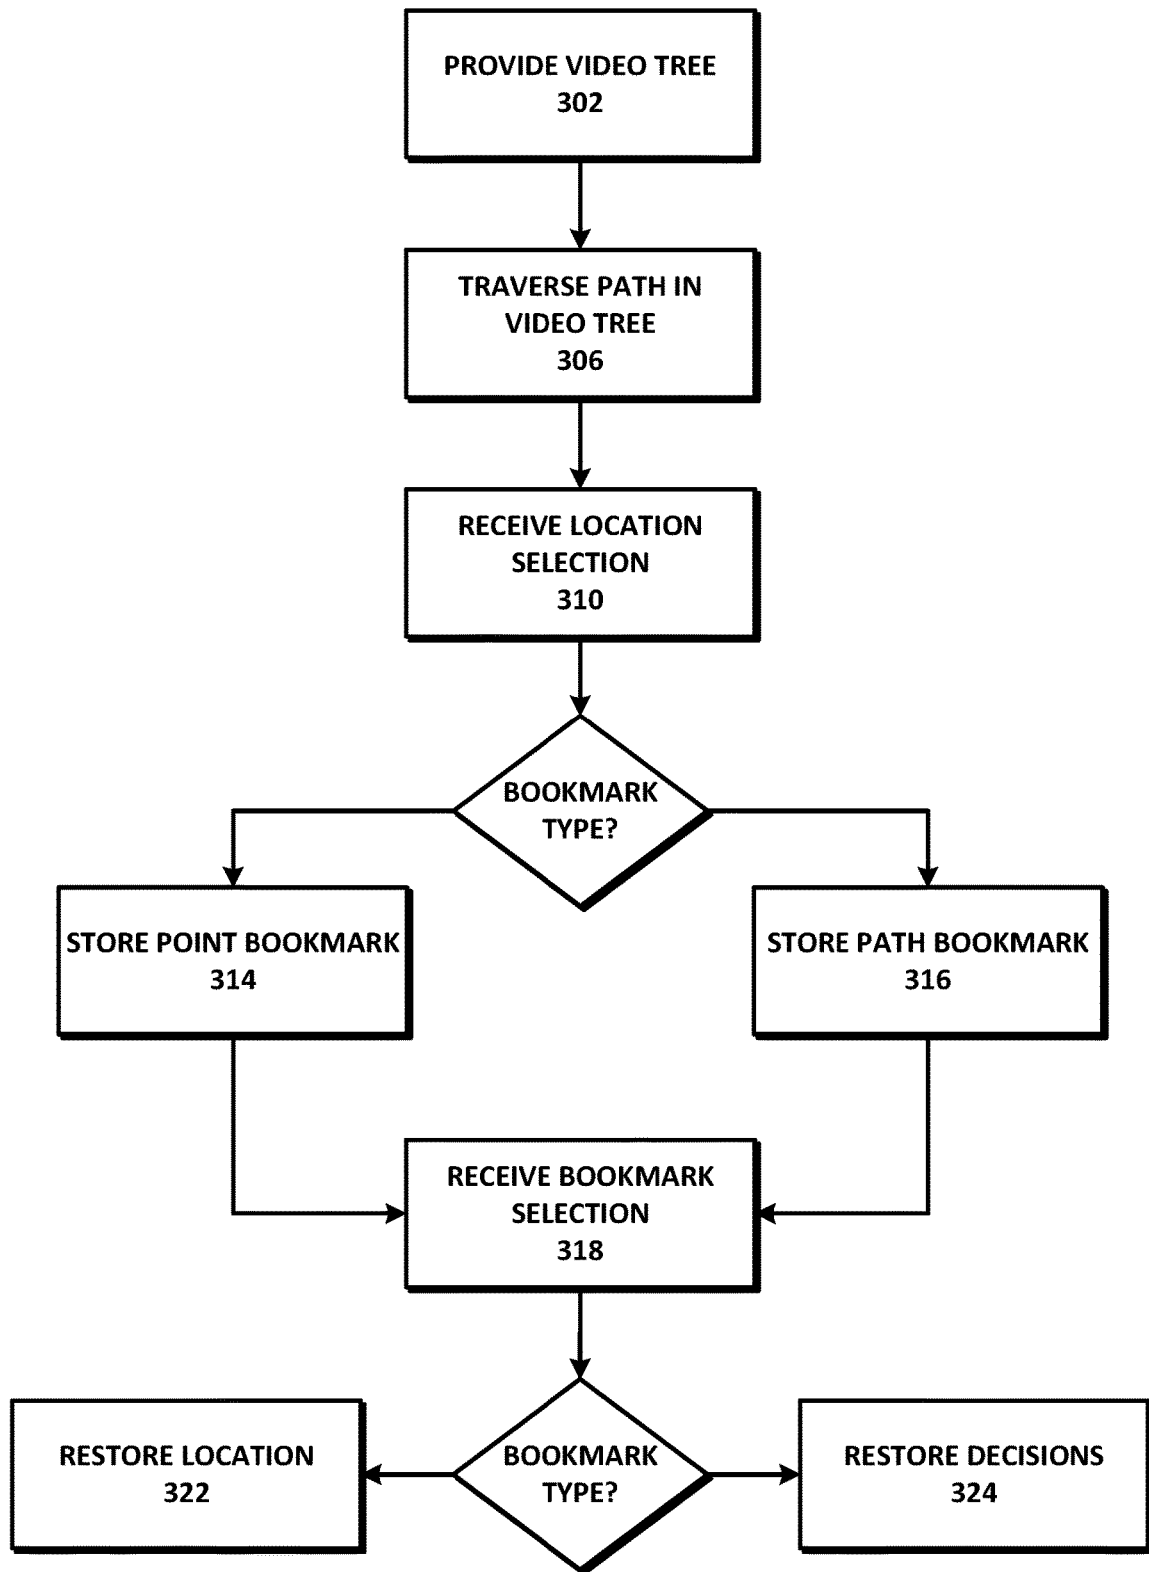 PROVIDE VIDEO TREE
302
TRAVERSE PATH IN
VIDEO TREE
306
RECEIVE LOCATION
SELECTION
310
BOOKMARK
TYPE?
STORE POINT BOOKMARK
314
STORE PATH BOOKMARK
316
RECEIVE BOOKMARK
SELECTION
318
BOOKMARK
TYPE?
RESTORE LOCATION
322
RESTORE DECISIONS
324